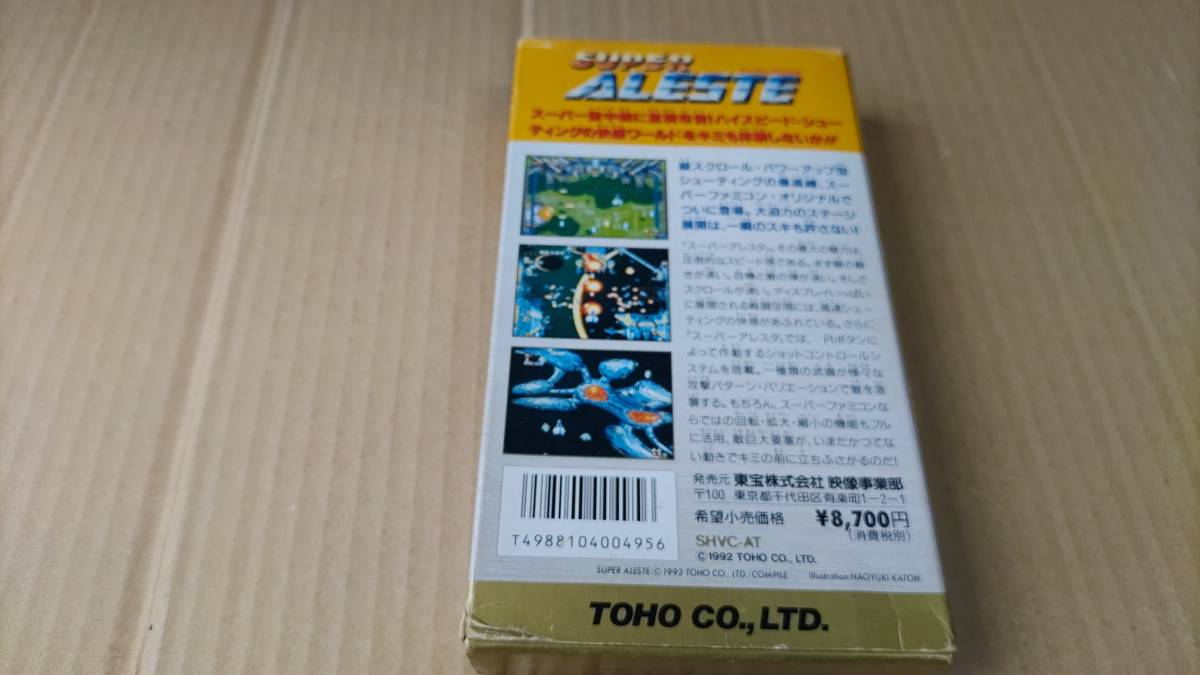 SUPER
ALESTE
スーパー空中戦に重装布告!ハイスピード・シュー
ティングの快感ワールドをキミも体験しないか!!
縦スクロール・パワーアップ型
シューティングの最高峰、スー
パーファミコン・オリジナルで
ついに登場。大迫力のステージ
展開は、一瞬のスキも許さない!
「スーパーアレスタ」。その最大の魅力は、
圧倒的なスピード感である。まず敵の動
きが速い。自機と敵の弾が速い。そして
スクロールが速い。ディスプレイいっぱい
に展開される戦闘空間には、高速シュー
ティングの快感があふれている。さらに、
「スーパーアレスタ」では、Rボタンに
よって作動するショットコントロールシ
ステムを搭載。一種類の武器が様々な
攻撃パターン・バリエーションで敵を急
襲する。もちろん、スーパーファミコンな
らではの回転・拡大・縮小の機能もフル
に活用、敵巨大要塞が、いまだかつてな
い動きでキミの前に立ちふさがるのだ!
発売元 東宝株式会社 映像事業部
〒100 東京都千代田区有楽町1-2-1
希望小売価格 ¥8,700円
(消費税別)
SHVC-AT
©1992 TOHO CO., LTD.
T4988104004956
SUPER ALESTE:© 1992 TOHO CO., LTD./COMPILE Illustration:NAOYUKI KATOH
TOHO CO., LTD.